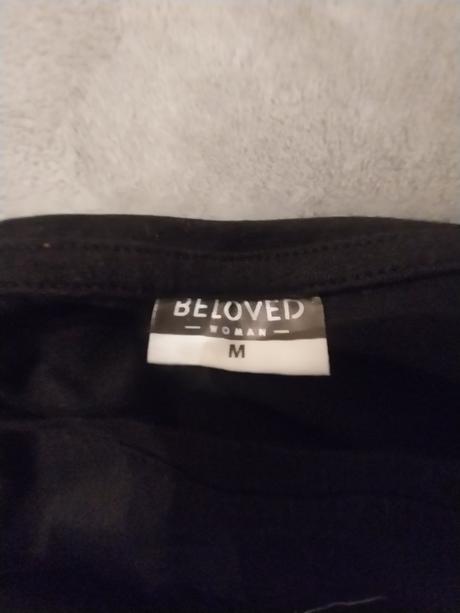 BELOVED
— WOMAN —
M